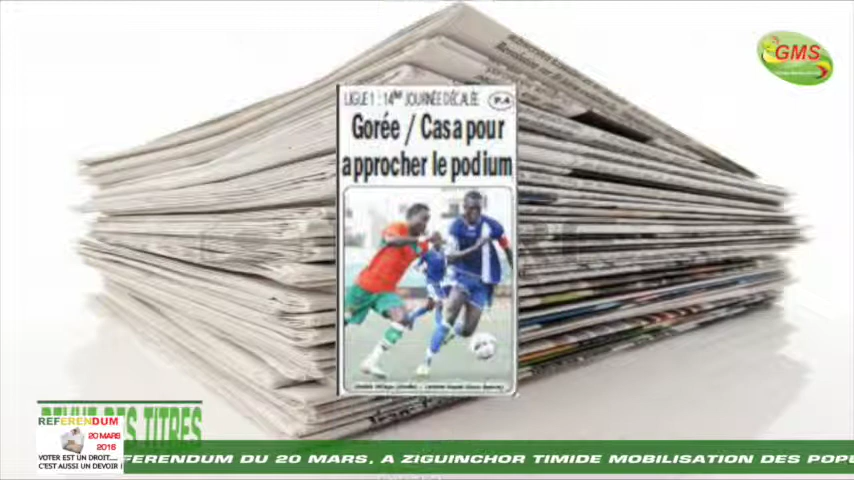 GMS
LIGUE 1 : 14ème JOURNÉE DÉCALÉE P.4
Gorée / Casa pour
approcher le podium
REVUE DES TITRES
REFERENDUM
20 MARS
2016
VOTER EST UN DROIT....
C'EST AUSSI UN DEVOIR !
FERENDUM DU 20 MARS, A ZIGUINCHOR TIMIDE MOBILISATION DES POPU